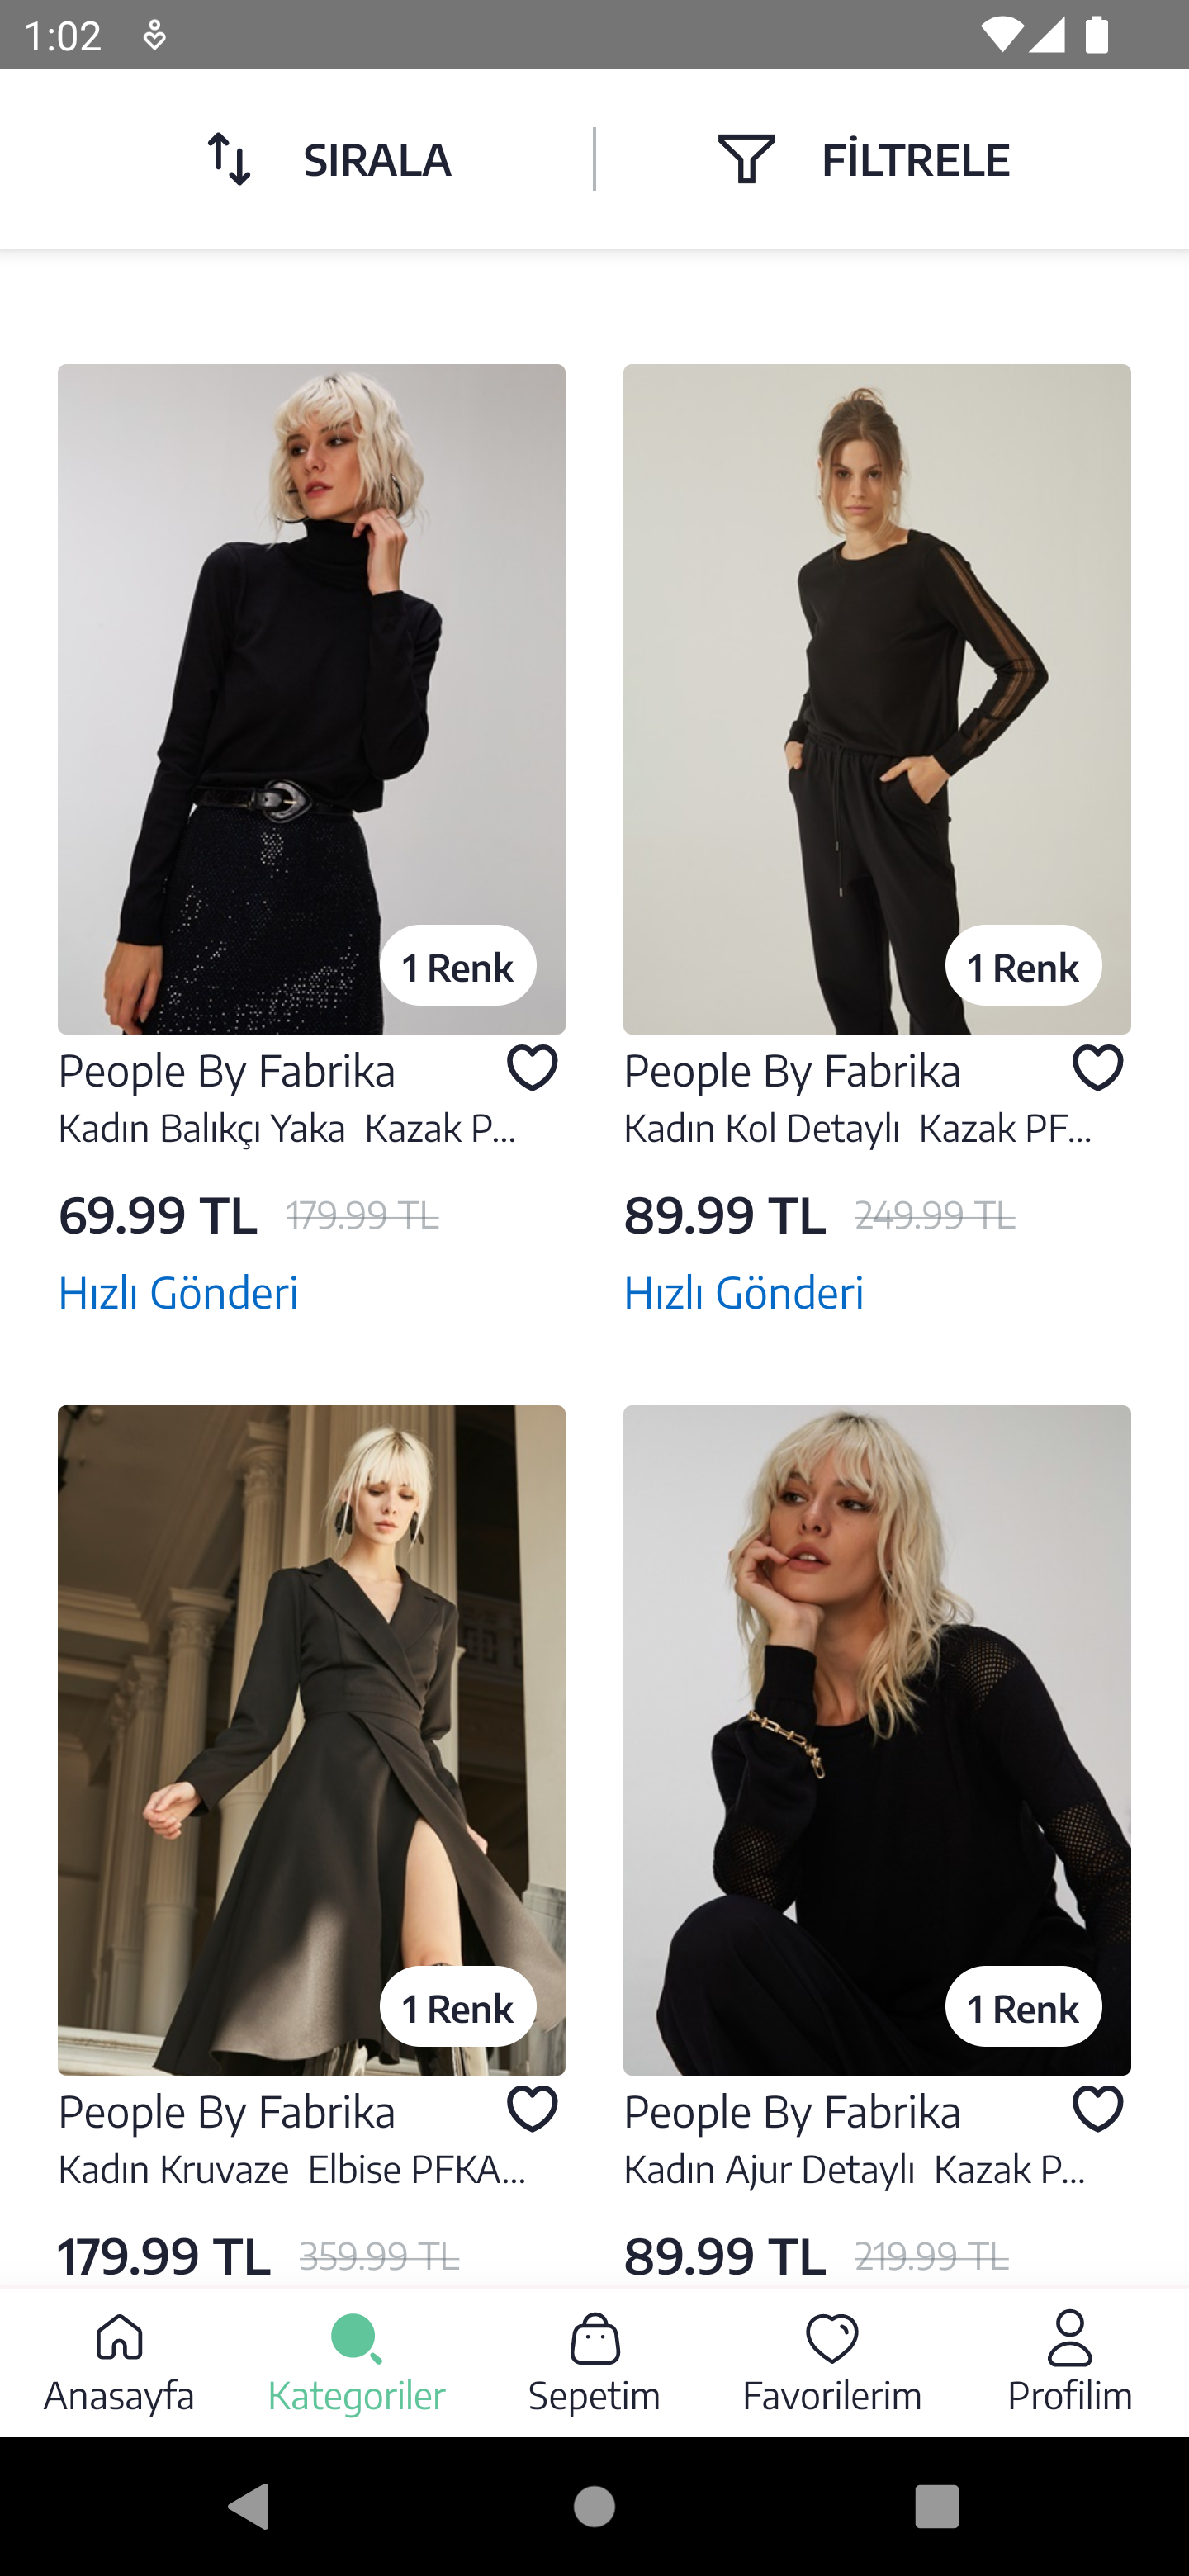 1:02
SIRALA
FİLTRELE
1 Renk
1 Renk
People By Fabrika
People By Fabrika
Kadın Balıkçı Yaka  Kazak P...
Kadın Kol Detaylı  Kazak PF...
69.99 TL 179.99 TL
89.99 TL 249.99 TL
Hızlı Gönderi
Hızlı Gönderi
1 Renk
1 Renk
People By Fabrika
People By Fabrika
Kadın Kruvaze  Elbise PFKA...
Kadın Ajur Detaylı  Kazak P...
179.99 TL 359.99 TL
89.99 TL 219.99 TL
Anasayfa
Kategoriler
Sepetim
Favorilerim
Profilim